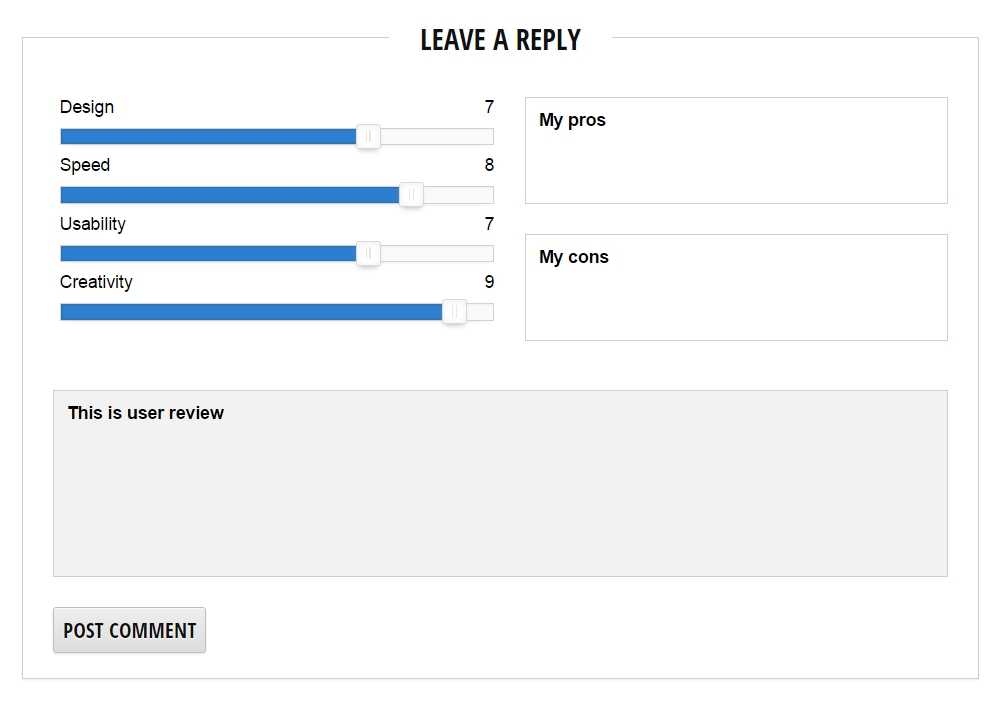 LEAVE A REPLY
Design 7
Speed 8
Usability 7
Creativity 9
My pros
My cons
This is user review
POST COMMENT